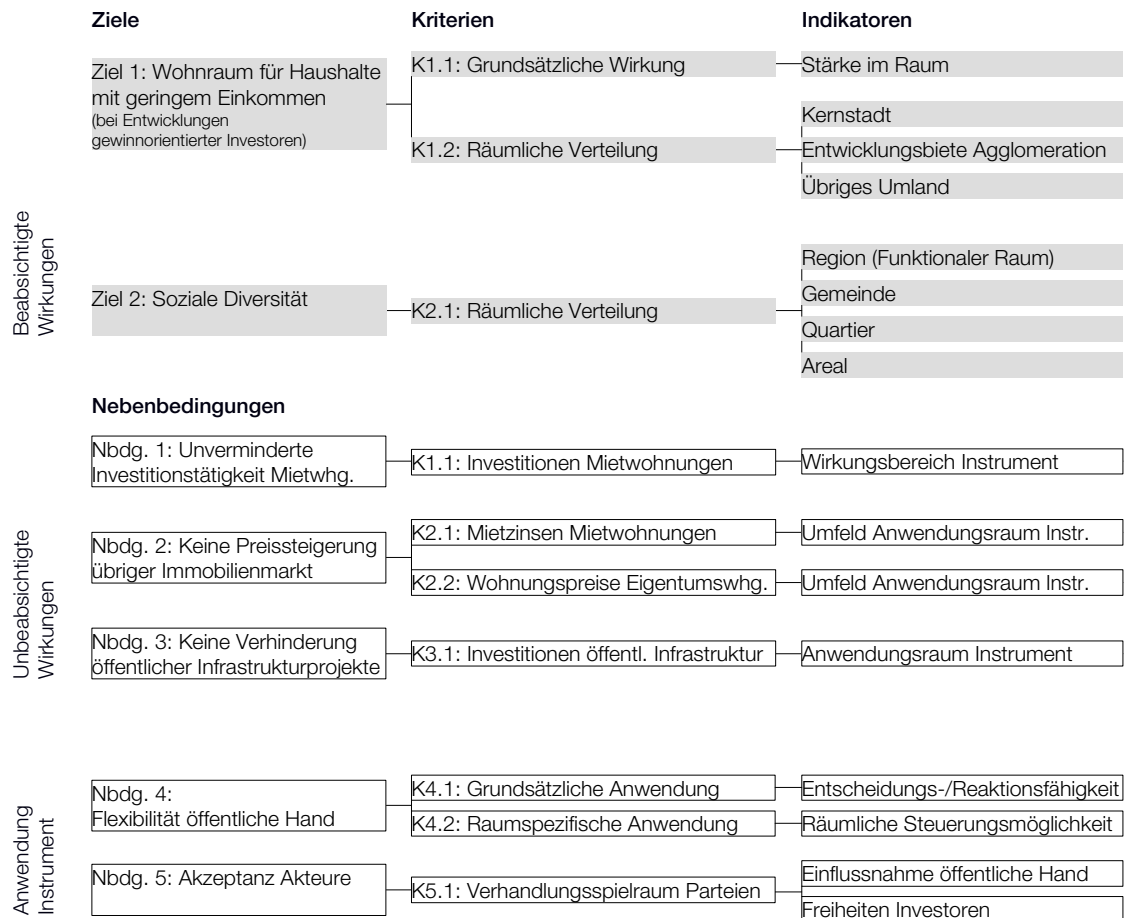 Ziele
Kriterien
Indikatoren
Beabsichtigte
Wirkungen
Ziel 1: Wohnraum für Haushalte
mit geringem Einkommen
(bei Entwicklungen
gewinnorientierter Investoren)
K1.1: Grundsätzliche Wirkung
Stärke im Raum
K1.2: Räumliche Verteilung
Kernstadt
Entwicklungsbiete Agglomeration
Übriges Umland
Ziel 2: Soziale Diversität
K2.1: Räumliche Verteilung
Region (Funktionaler Raum)
Gemeinde
Quartier
Areal
Nebenbedingungen
Unbeabsichtigte
Wirkungen
Nbdg. 1: Unverminderte
Investitionstätigkeit Mietwhg.
K1.1: Investitionen Mietwohnungen
Wirkungsbereich Instrument
Nbdg. 2: Keine Preissteigerung
übriger Immobilienmarkt
K2.1: Mietzinsen Mietwohnungen
Umfeld Anwendungsraum Instr.
K2.2: Wohnungspreise Eigentumswhg.
Umfeld Anwendungsraum Instr.
Nbdg. 3: Keine Verhinderung
öffentlicher Infrastrukturprojekte
K3.1: Investitionen öffentl. Infrastruktur
Anwendungsraum Instrument
Anwendung
Instrument
Nbdg. 4:
Flexibilität öffentliche Hand
K4.1: Grundsätzliche Anwendung
Entscheidungs-/Reaktionsfähigkeit
K4.2: Raumspezifische Anwendung
Räumliche Steuerungsmöglichkeit
Nbdg. 5: Akzeptanz Akteure
K5.1: Verhandlungsspielraum Parteien
Einflussnahme öffentliche Hand
Freiheiten Investoren